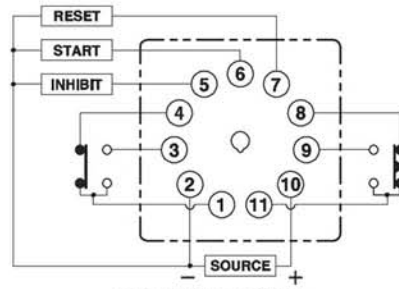 RESET
START
INHIBIT
5 6 7
4 8
3 9
2 10
1 11
− SOURCE +